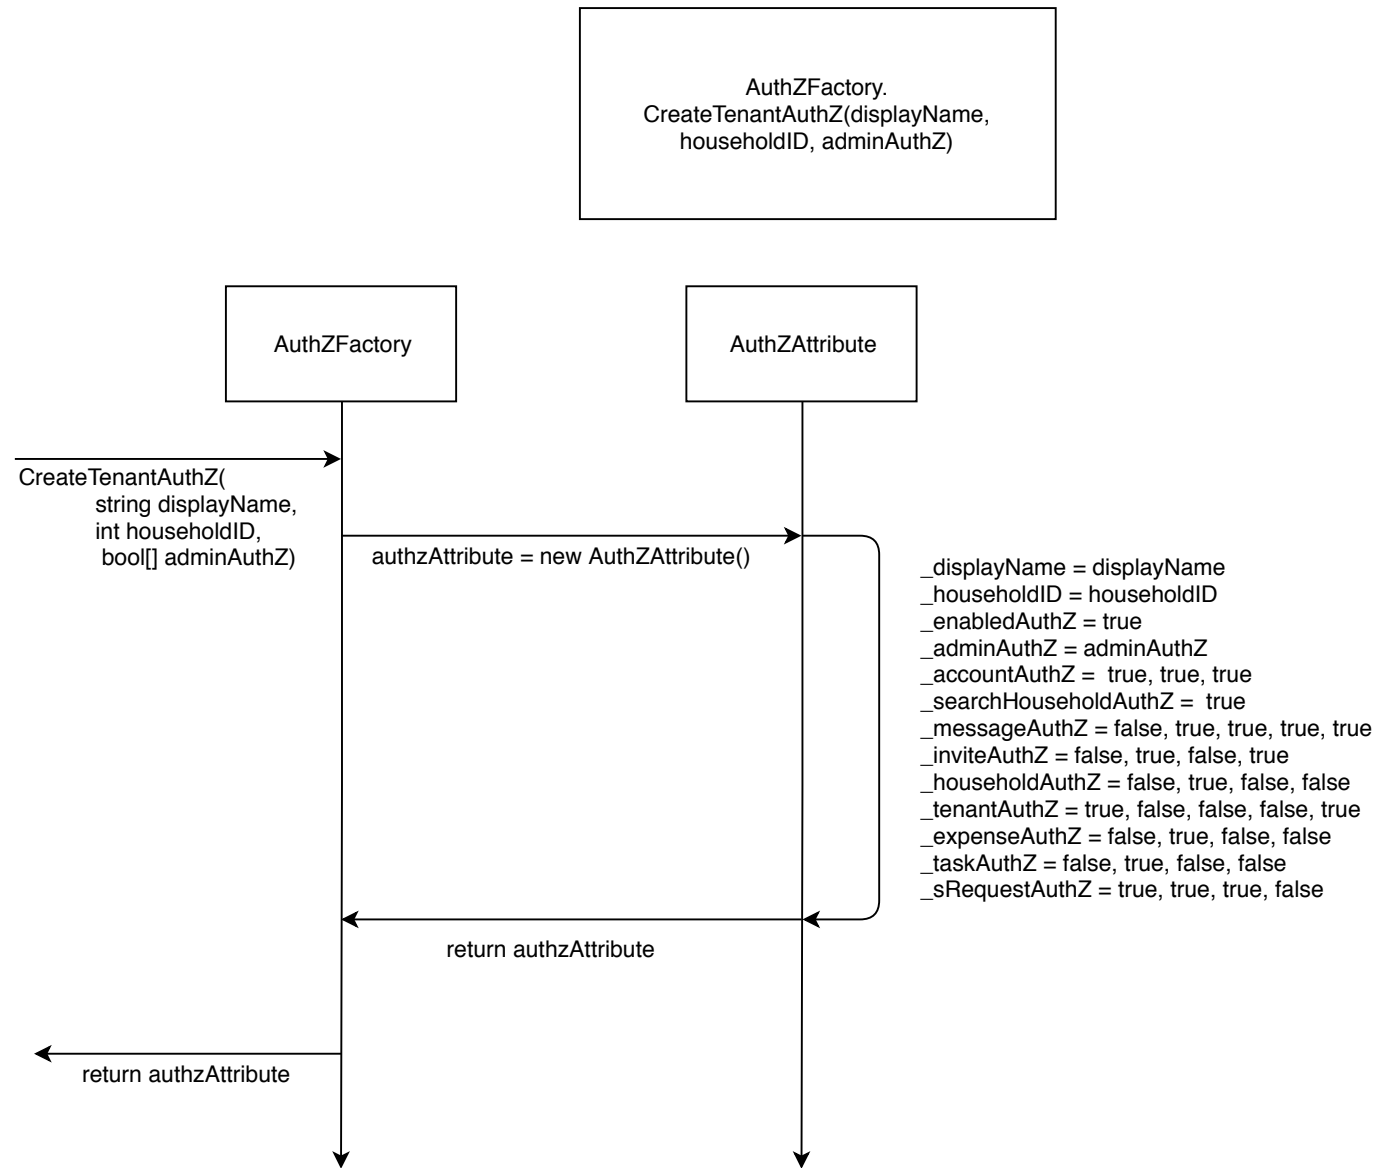 AuthZFactory.
CreateTenantAuthZ(displayName,
householdID, adminAuthZ)
AuthZFactory
AuthZAttribute
CreateTenantAuthZ(
string displayName,
int householdID,
bool[] adminAuthZ)
authzAttribute = new AuthZAttribute()
_displayName = displayName
_householdID = householdID
_enabledAuthZ = true
_adminAuthZ = adminAuthZ
_accountAuthZ =  true, true, true
_searchHouseholdAuthZ =  true
_messageAuthZ = false, true, true, true, true
_inviteAuthZ = false, true, false, true
_householdAuthZ = false, true, false, false
_tenantAuthZ = true, false, false, false, true
_expenseAuthZ = false, true, false, false
_taskAuthZ = false, true, false, false
_sRequestAuthZ = true, true, true, false
return authzAttribute
return authzAttribute